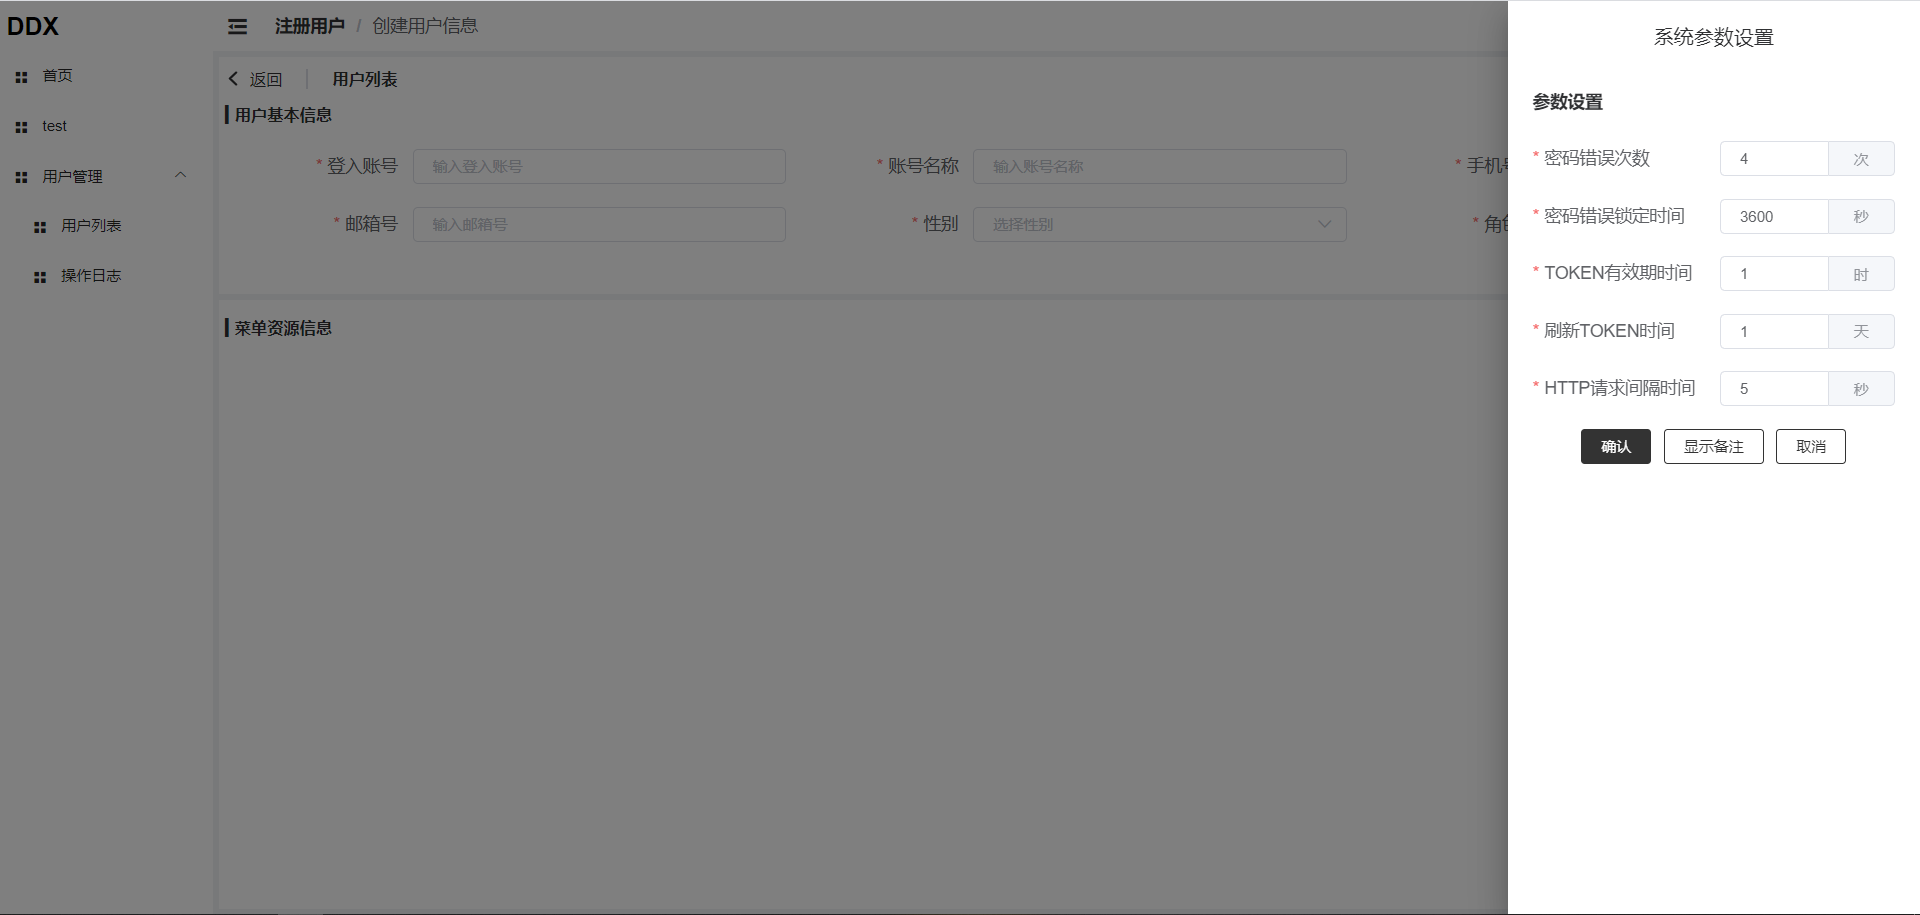 DDX
首页
test
用户管理
用户列表
操作日志
注册用户 / 创建用户信息
返回 用户列表
用户基本信息
* 登入账号 输入登入账号 * 账号名称 输入账号名称 * 手机号
* 邮箱号 输入邮箱号 * 性别 选择性别 * 角色
菜单资源信息
系统参数设置
参数设置
* 密码错误次数 4 次
* 密码错误锁定时间 3600 秒
* TOKEN有效期时间 1 时
* 刷新TOKEN时间 1 天
* HTTP请求间隔时间 5 秒
确认 显示备注 取消